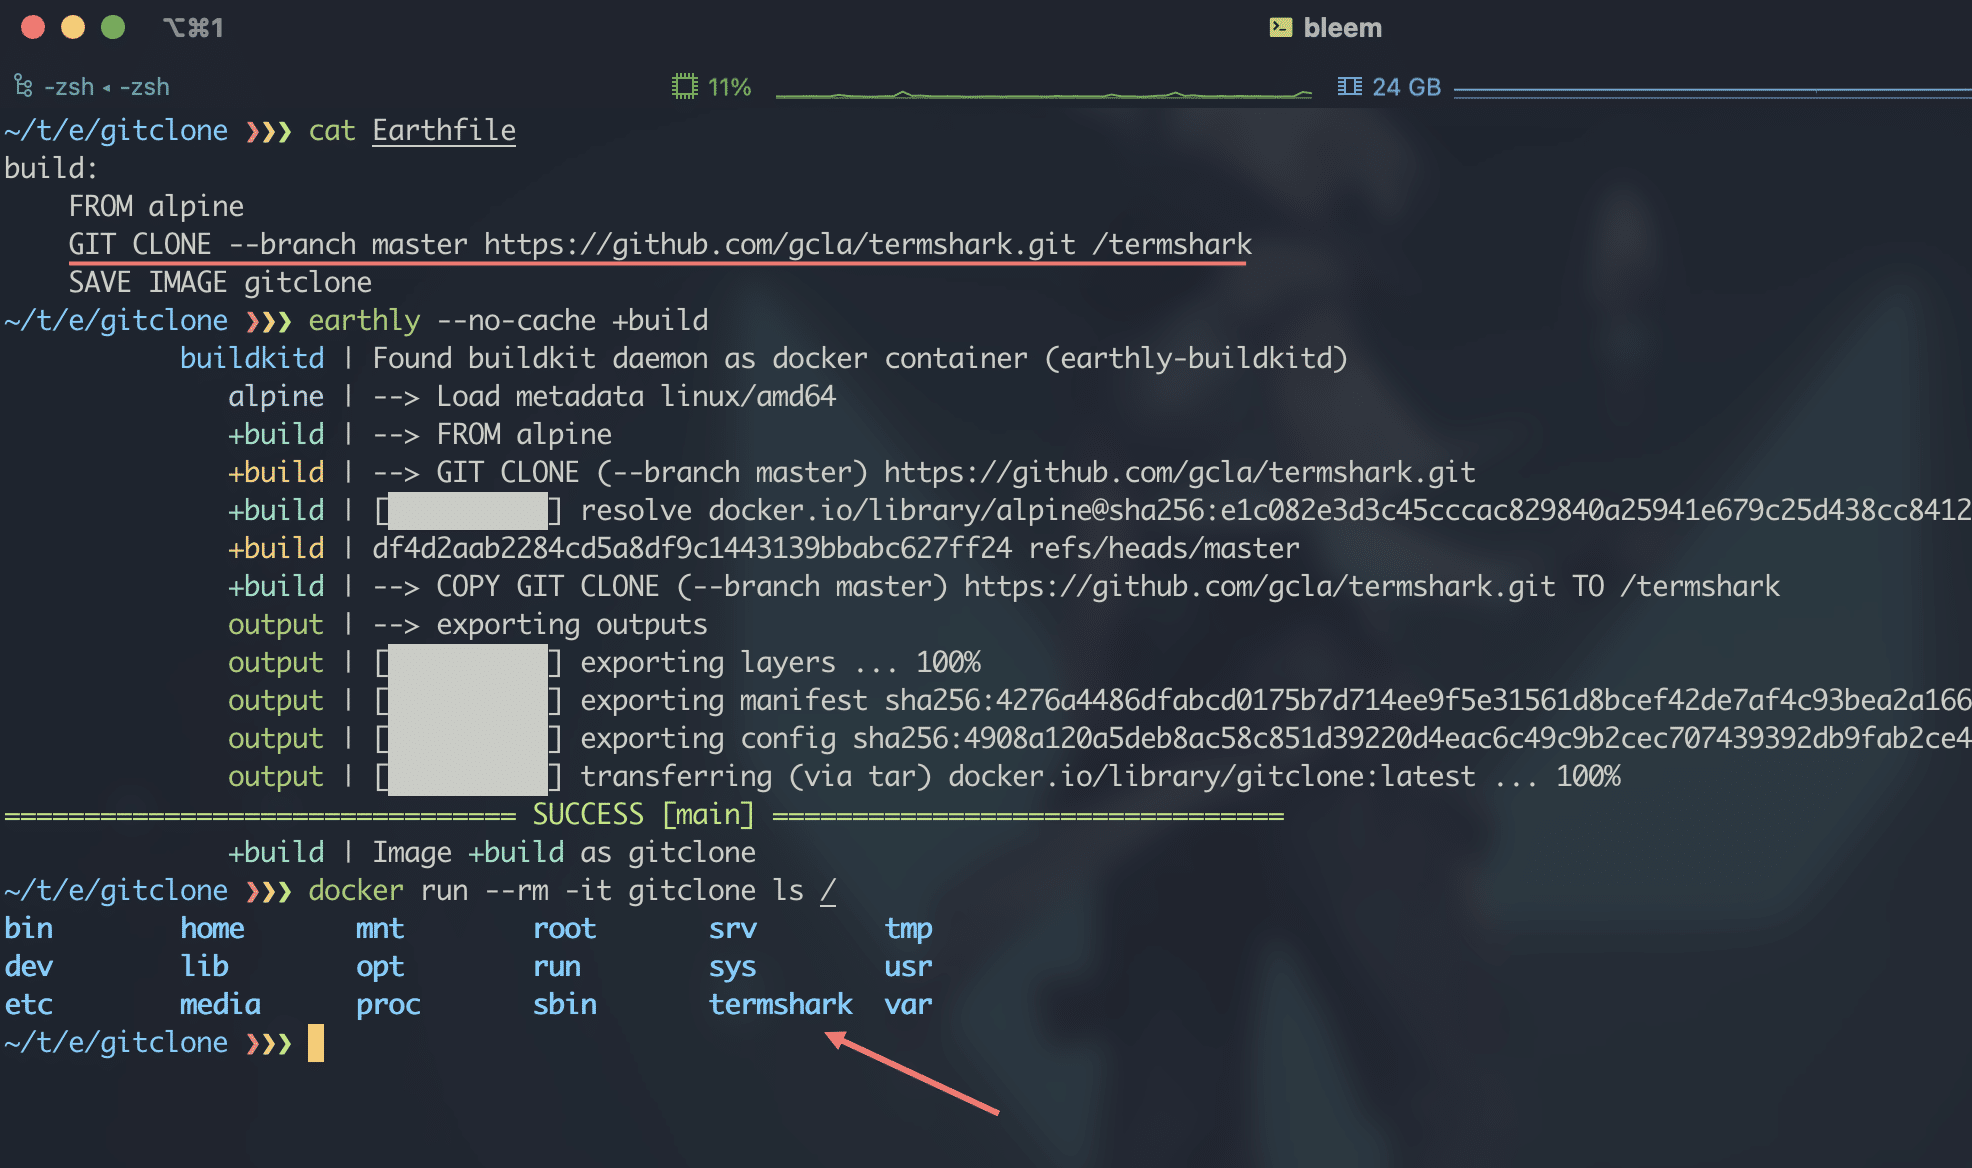 ⌥⌘1
bleem
-zsh ◂ -zsh
11%
24 GB
~/t/e/gitclone ❯❯❯ cat Earthfile
build:
    FROM alpine
    GIT CLONE --branch master https://github.com/gcla/termshark.git /termshark
    SAVE IMAGE gitclone
~/t/e/gitclone ❯❯❯ earthly --no-cache +build
           buildkitd | Found buildkit daemon as docker container (earthly-buildkitd)
              alpine | --> Load metadata linux/amd64
              +build | --> FROM alpine
              +build | --> GIT CLONE (--branch master) https://github.com/gcla/termshark.git
              +build | [          ] resolve docker.io/library/alpine@sha256:e1c082e3d3c45cccac829840a25941e679c25d438cc8412
              +build | df4d2aab2284cd5a8df9c1443139bbabc627ff24 refs/heads/master
              +build | --> COPY GIT CLONE (--branch master) https://github.com/gcla/termshark.git TO /termshark
              output | --> exporting outputs
              output | [          ] exporting layers ... 100%
              output | [          ] exporting manifest sha256:4276a4486dfabcd0175b7d714ee9f5e31561d8bcef42de7af4c93bea2a166
              output | [          ] exporting config sha256:4908a120a5deb8ac58c851d39220d4eac6c49c9b2cec707439392db9fab2ce4
              output | [          ] transferring (via tar) docker.io/library/gitclone:latest ... 100%
================================ SUCCESS [main] ================================
              +build | Image +build as gitclone
~/t/e/gitclone ❯❯❯ docker run --rm -it gitclone ls /
bin        home       mnt        root       srv        tmp
dev        lib        opt        run        sys        usr
etc        media      proc       sbin       termshark  var
~/t/e/gitclone ❯❯❯